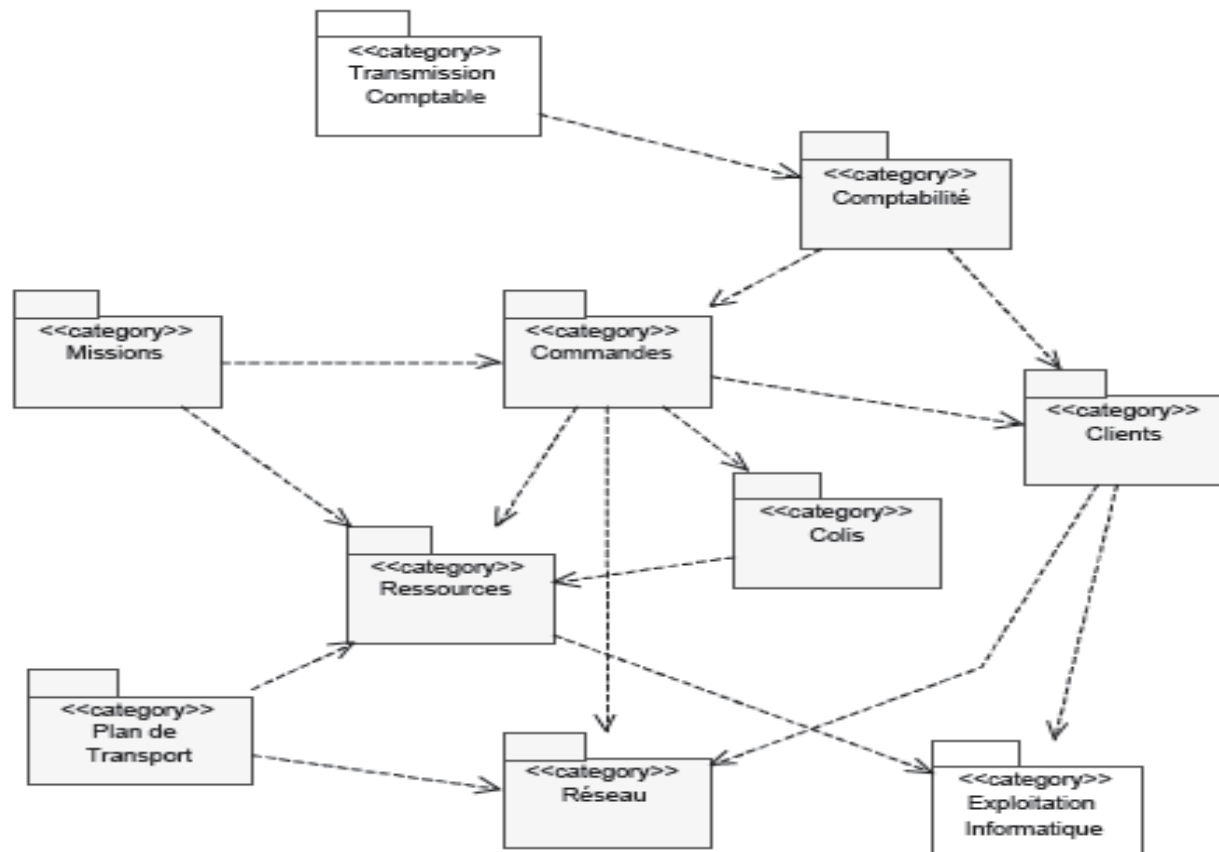 <<category>>
Transmission
Comptable
<<category>>
Comptabilité
<<category>>
Missions
<<category>>
Commandes
<<category>>
Clients
<<category>>
Colis
<<category>>
Ressources
<<category>>
Plan de
Transport
<<category>>
Réseau
<<category>>
Exploitation
Informatique